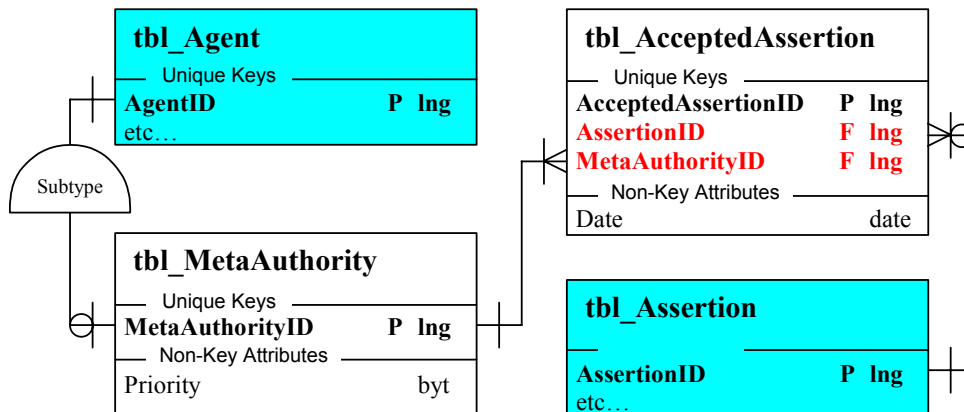 tbl_Agent
Unique Keys
AgentID P lng
etc…
Subtype
tbl_MetaAuthority
Unique Keys
MetaAuthorityID P lng
Non-Key Attributes
Priority byt
tbl_AcceptedAssertion
Unique Keys
AcceptedAssertionID P lng
AssertionID F lng
MetaAuthorityID F lng
Non-Key Attributes
Date date
tbl_Assertion
AssertionID P lng
etc…